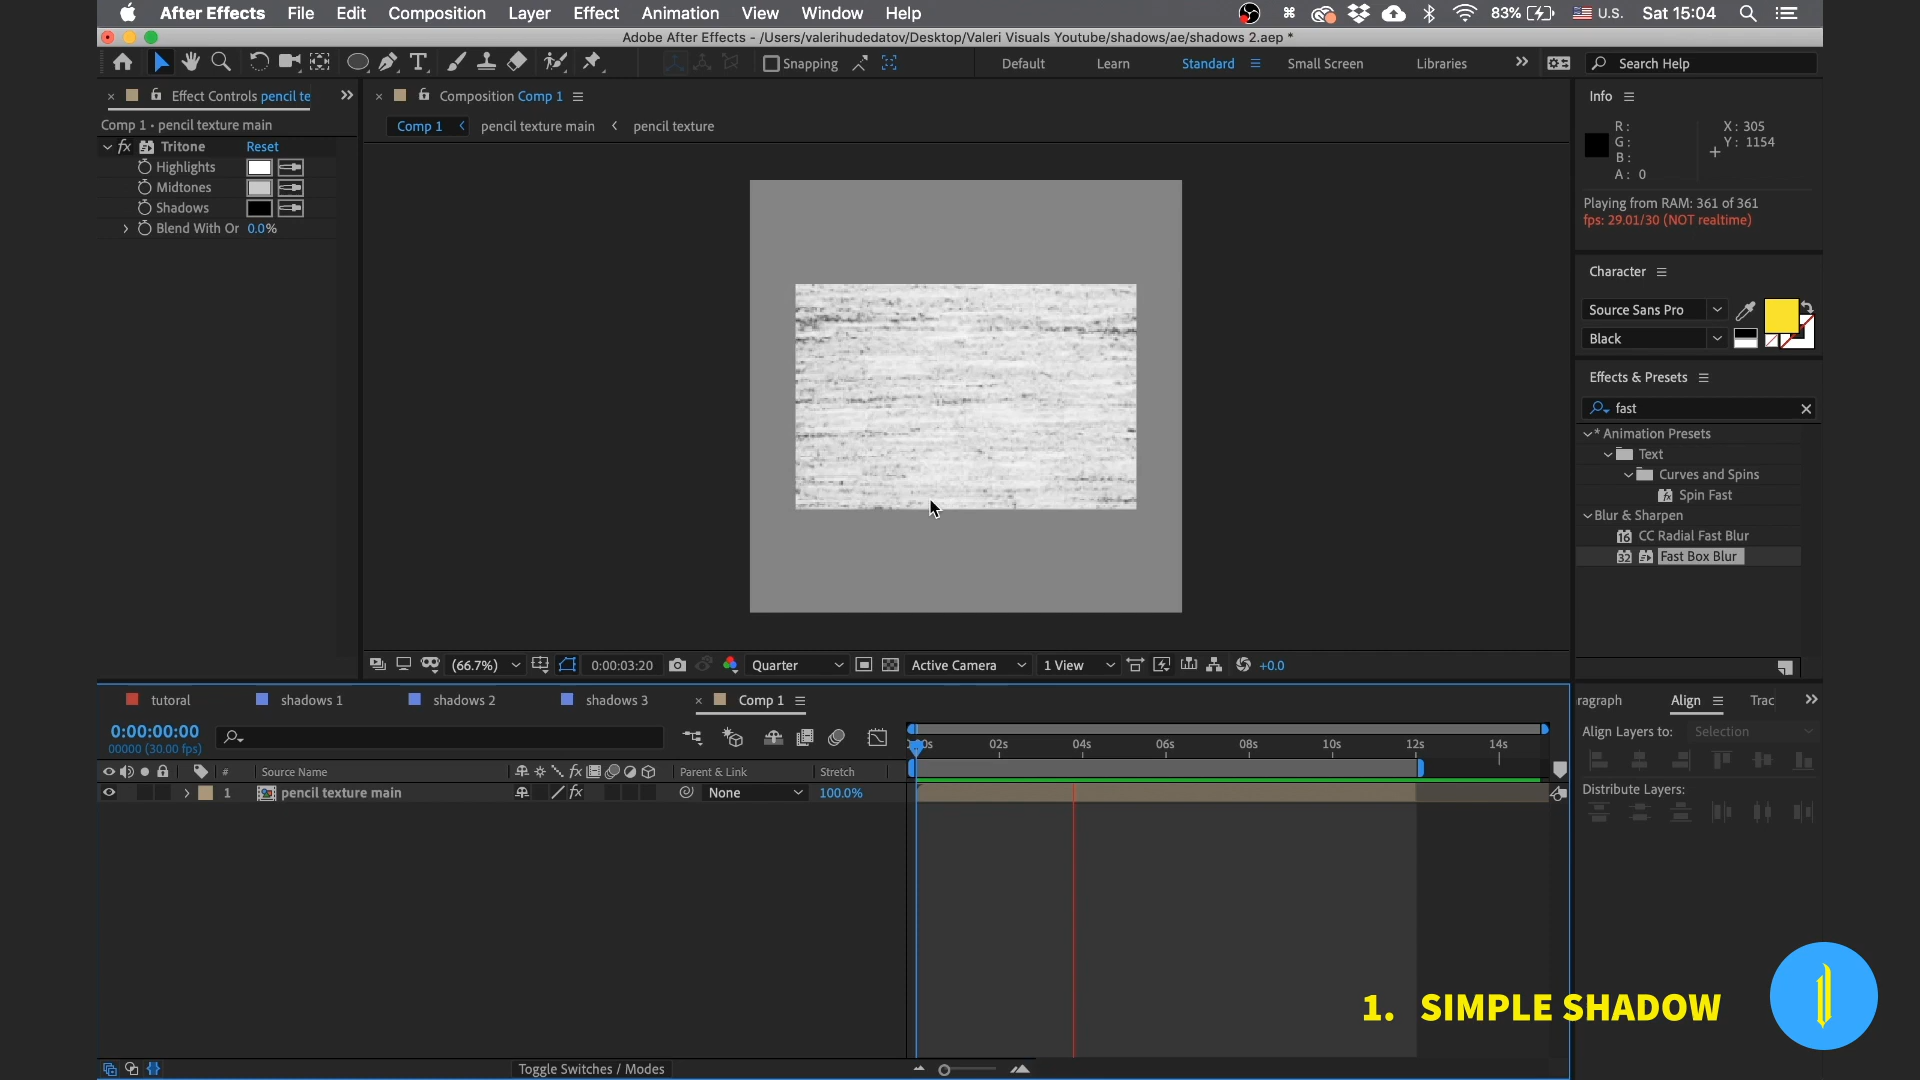 After Effects File Edit Composition Layer Effect Animation View Window Help 83% U.S. Sat 15:04
Adobe After Effects - /Users/valerihudedatov/Desktop/Valeri Visuals Youtube/shadows/ae/shadows 2.aep *
Snapping Default Learn Standard Small Screen Libraries Search Help
Effect Controls pencil te
Comp 1 • pencil texture main
fx Tritone Reset
Highlights
Midtones
Shadows
Blend With Or 0.0%
Composition Comp 1
Comp 1 pencil texture main pencil texture
Info
R: X: 305
G: Y: 1154
B:
A: 0
Playing from RAM: 361 of 361
fps: 29.01/30 (NOT realtime)
Character
Source Sans Pro
Black
Effects & Presets
fast
* Animation Presets
Text
Curves and Spins
Spin Fast
Blur & Sharpen
16 CC Radial Fast Blur
32 Fast Box Blur
(66.7%) 0:00:03:20 Quarter Active Camera 1 View +0.0
tutoral shadows 1 shadows 2 shadows 3 Comp 1
0:00:00:00
00000 (30.00 fps)
02s 04s 06s 08s 10s 12s 14s
# Source Name fx Parent & Link Stretch
1 pencil texture main fx None 100.0%
ragraph Align Trac
Align Layers to: Selection
Distribute Layers:
1. SIMPLE SHADOW
Toggle Switches / Modes